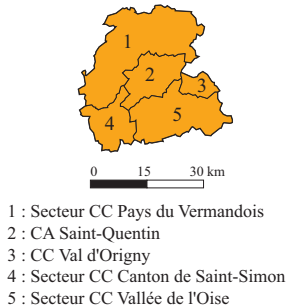 1
2
3
4
5
0 15 30 km
1 : Secteur CC Pays du Vermandois
2 : CA Saint-Quentin
3 : CC Val d'Origny
4 : Secteur CC Canton de Saint-Simon
5 : Secteur CC Vallée de l'Oise